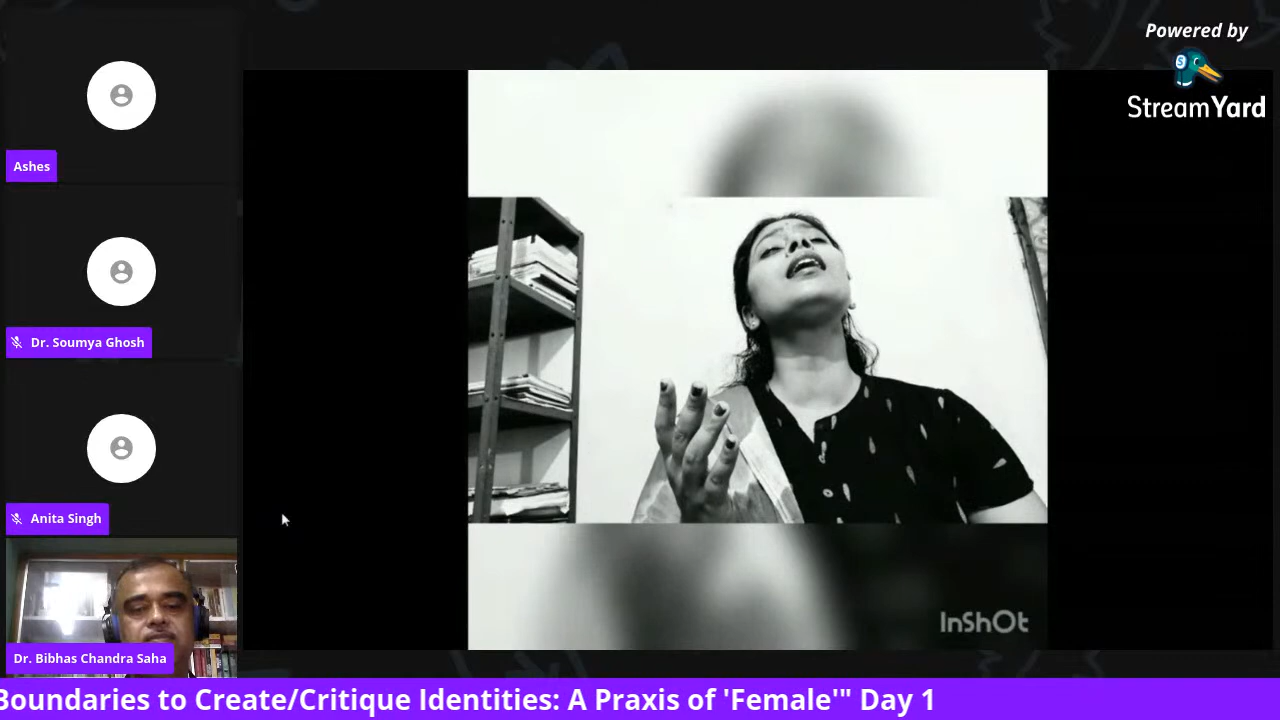 Powered by
StreamYard
Ashes
Dr. Soumya Ghosh
Anita Singh
Dr. Bibhas Chandra Saha
InShOt
Boundaries to Create/Critique Identities: A Praxis of 'Female'" Day 1